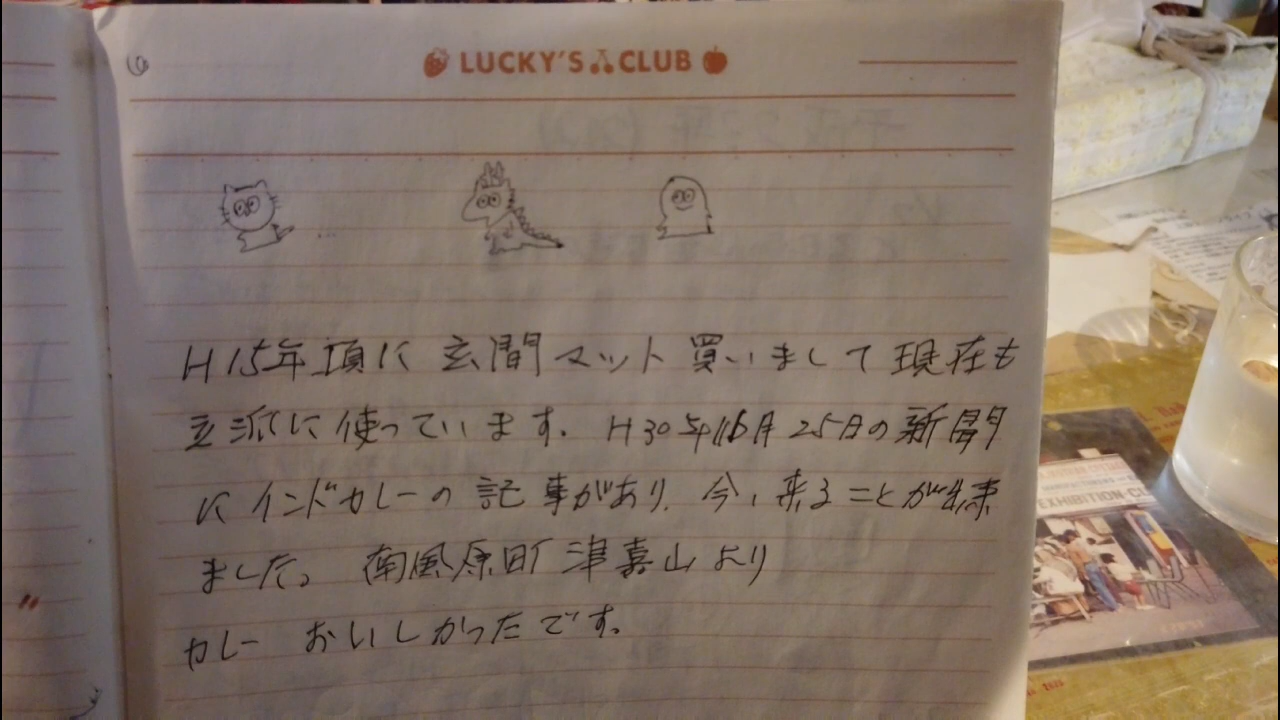 LUCKY'S CLUB
H15年項に 玄関マット買いまして現在も
立派に使っています。H30年10月25日の新聞
にインドカレーの記事があり、今、来ることが出来
ました。 南風原町津嘉山より
カレー おいしかったです。
EXHIBITION